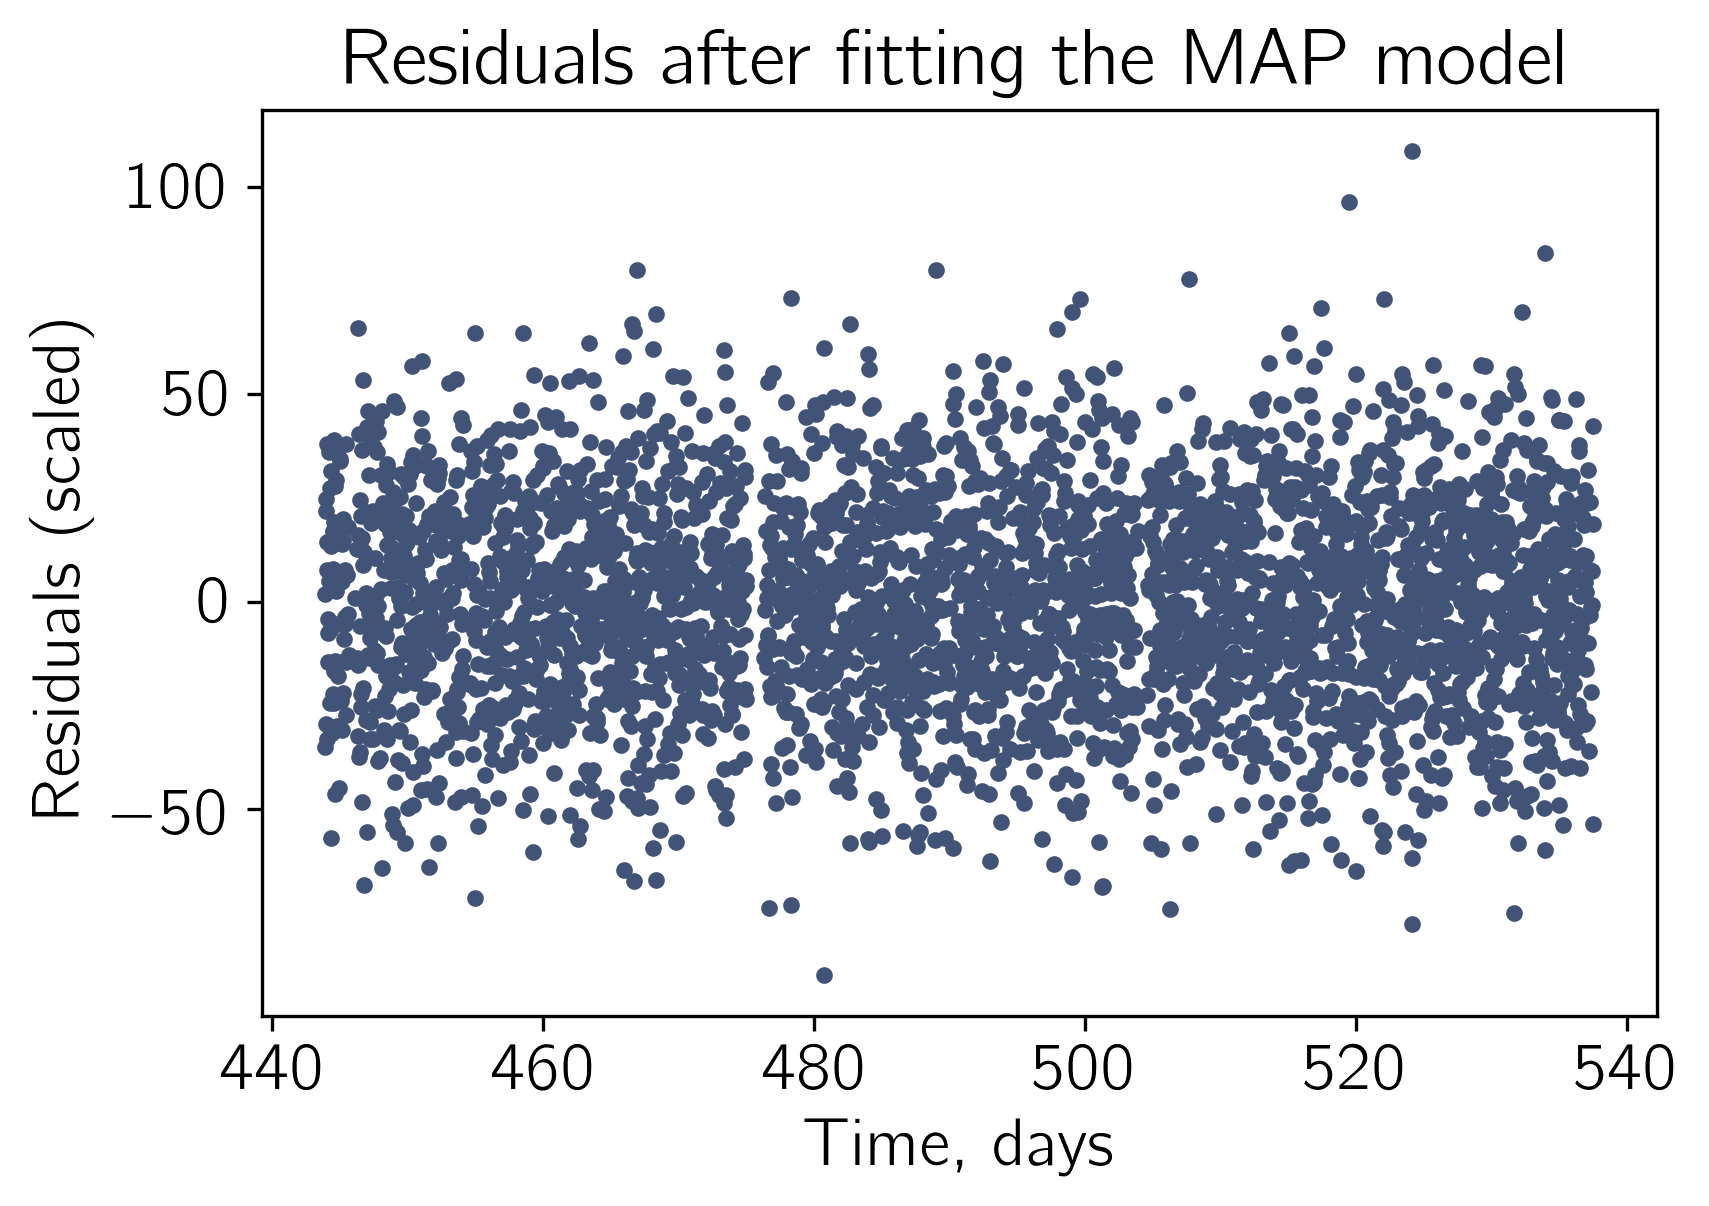 Residuals after fitting the MAP model
100
50
0
−50
Residuals (scaled)
440 460 480 500 520 540
Time, days